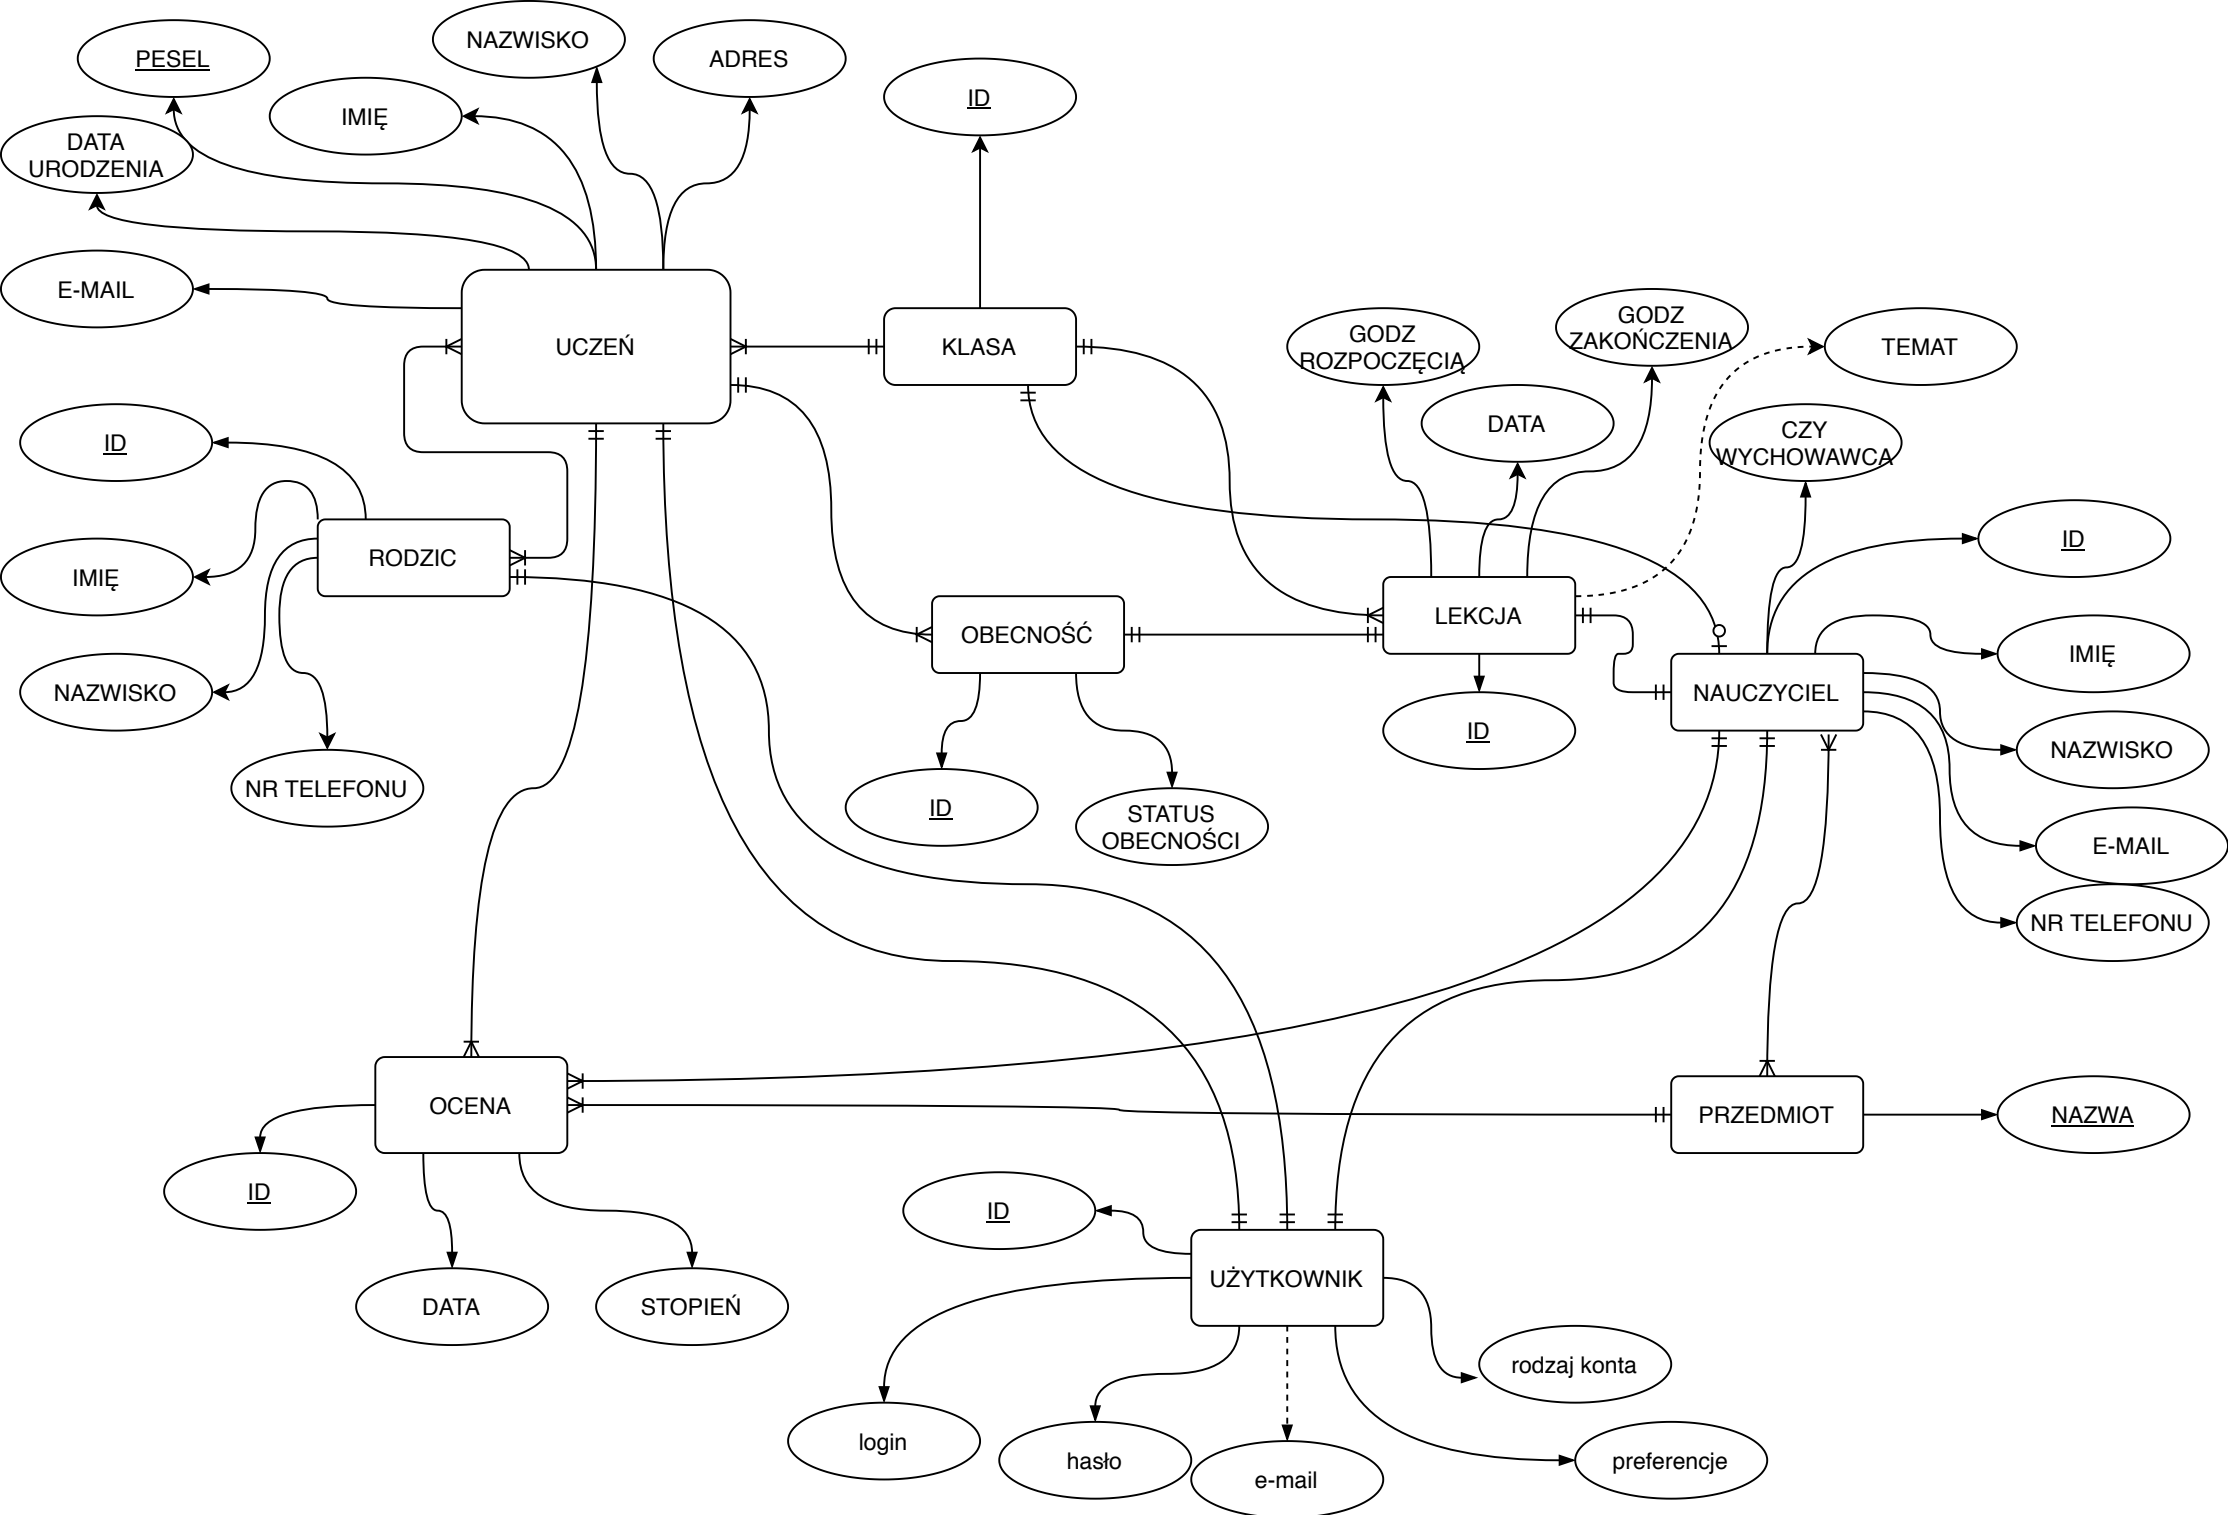 NAZWISKO
PESEL
ADRES
ID
IMIĘ
DATA
URODZENIA
E-MAIL
UCZEŃ
KLASA
GODZ
ROZPOCZĘCIĄ
GODZ
ZAKOŃCZENIA
TEMAT
DATA
CZY
WYCHOWAWCA
ID
ID
RODZIC
IMIĘ
OBECNOŚĆ
LEKCJA
IMIĘ
NAZWISKO
NAUCZYCIEL
ID
NAZWISKO
NR TELEFONU
ID
STATUS
OBECNOŚCI
E-MAIL
NR TELEFONU
OCENA
PRZEDMIOT
NAZWA
ID
ID
UŻYTKOWNIK
DATA
STOPIEŃ
rodzaj konta
login
hasło
e-mail
preferencje